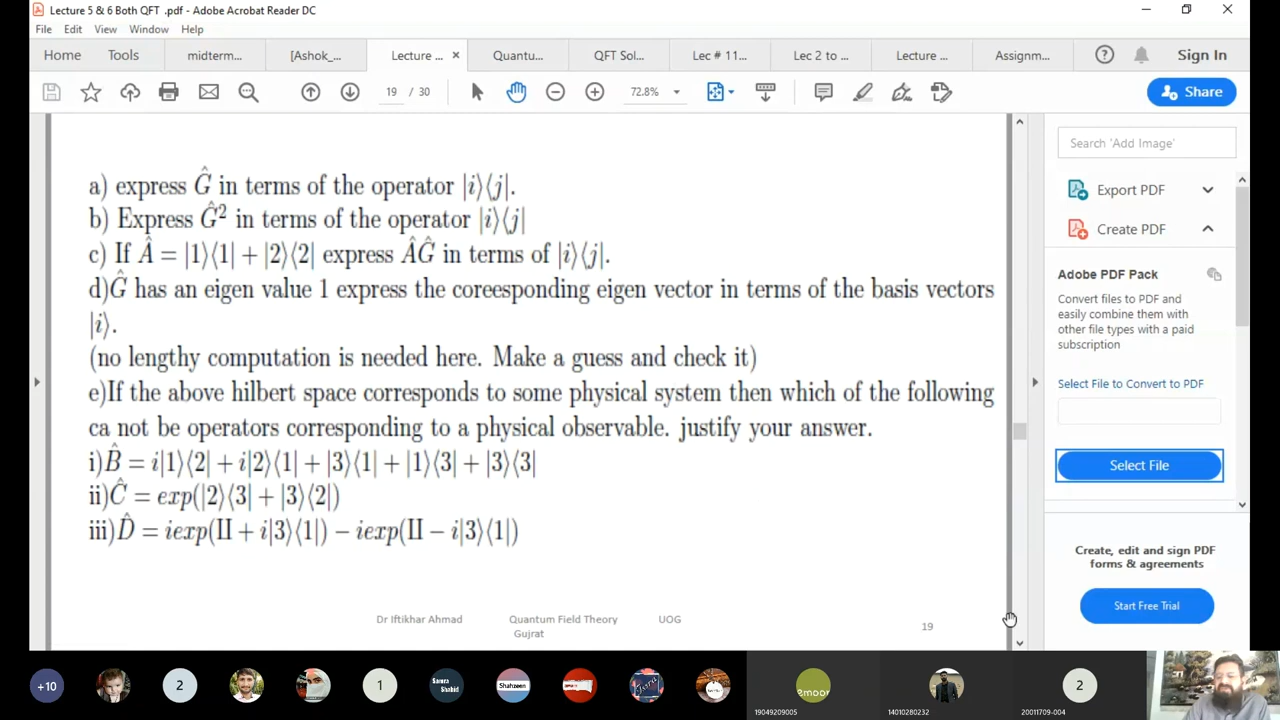 Lecture 5 & 6 Both QFT .pdf - Adobe Acrobat Reader DC
File Edit View Window Help
Home Tools midterm... [Ashok_... Lecture ... × Quantu... QFT Sol... Lec # 11... Lec 2 to ... Lecture ... Assignm... Sign In
19 / 30 72.8% Share
a) express Ĝ in terms of the operator |i⟩⟨j|.
b) Express Ĝ² in terms of the operator |i⟩⟨j|
c) If Â = |1⟩⟨1| + |2⟩⟨2| express ÂĜ in terms of |i⟩⟨j|.
d)Ĝ has an eigen value 1 express the coreesponding eigen vector in terms of the basis vectors
|i⟩.
(no lengthy computation is needed here. Make a guess and check it)
e)If the above hilbert space corresponds to some physical system then which of the following
ca not be operators corresponding to a physical observable. justify your answer.
i)B̂ = i|1⟩⟨2| + i|2⟩⟨1| + |3⟩⟨1| + |1⟩⟨3| + |3⟩⟨3|
ii)Ĉ = exp(|2⟩⟨3| + |3⟩⟨2|)
iii)D̂ = iexp(II + i|3⟩⟨1|) − iexp(II − i|3⟩⟨1|)
Dr Iftikhar Ahmad Quantum Field Theory UOG
Gujrat
19
Search 'Add Image'
Export PDF
Create PDF
Adobe PDF Pack
Convert files to PDF and
easily combine them with
other file types with a paid
subscription
Select File to Convert to PDF
Select File
Create, edit and sign PDF
forms & agreements
Start Free Trial
+10 2 1 Samra Shahid Shahzeen 2
19049209005 14010280232 20011709-004